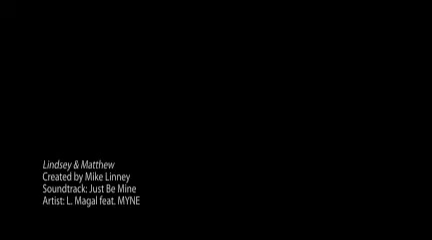 Lindsey & Matthew
Created by Mike Linney
Soundtrack: Just Be Mine
Artist: L. Magal feat. MYNE